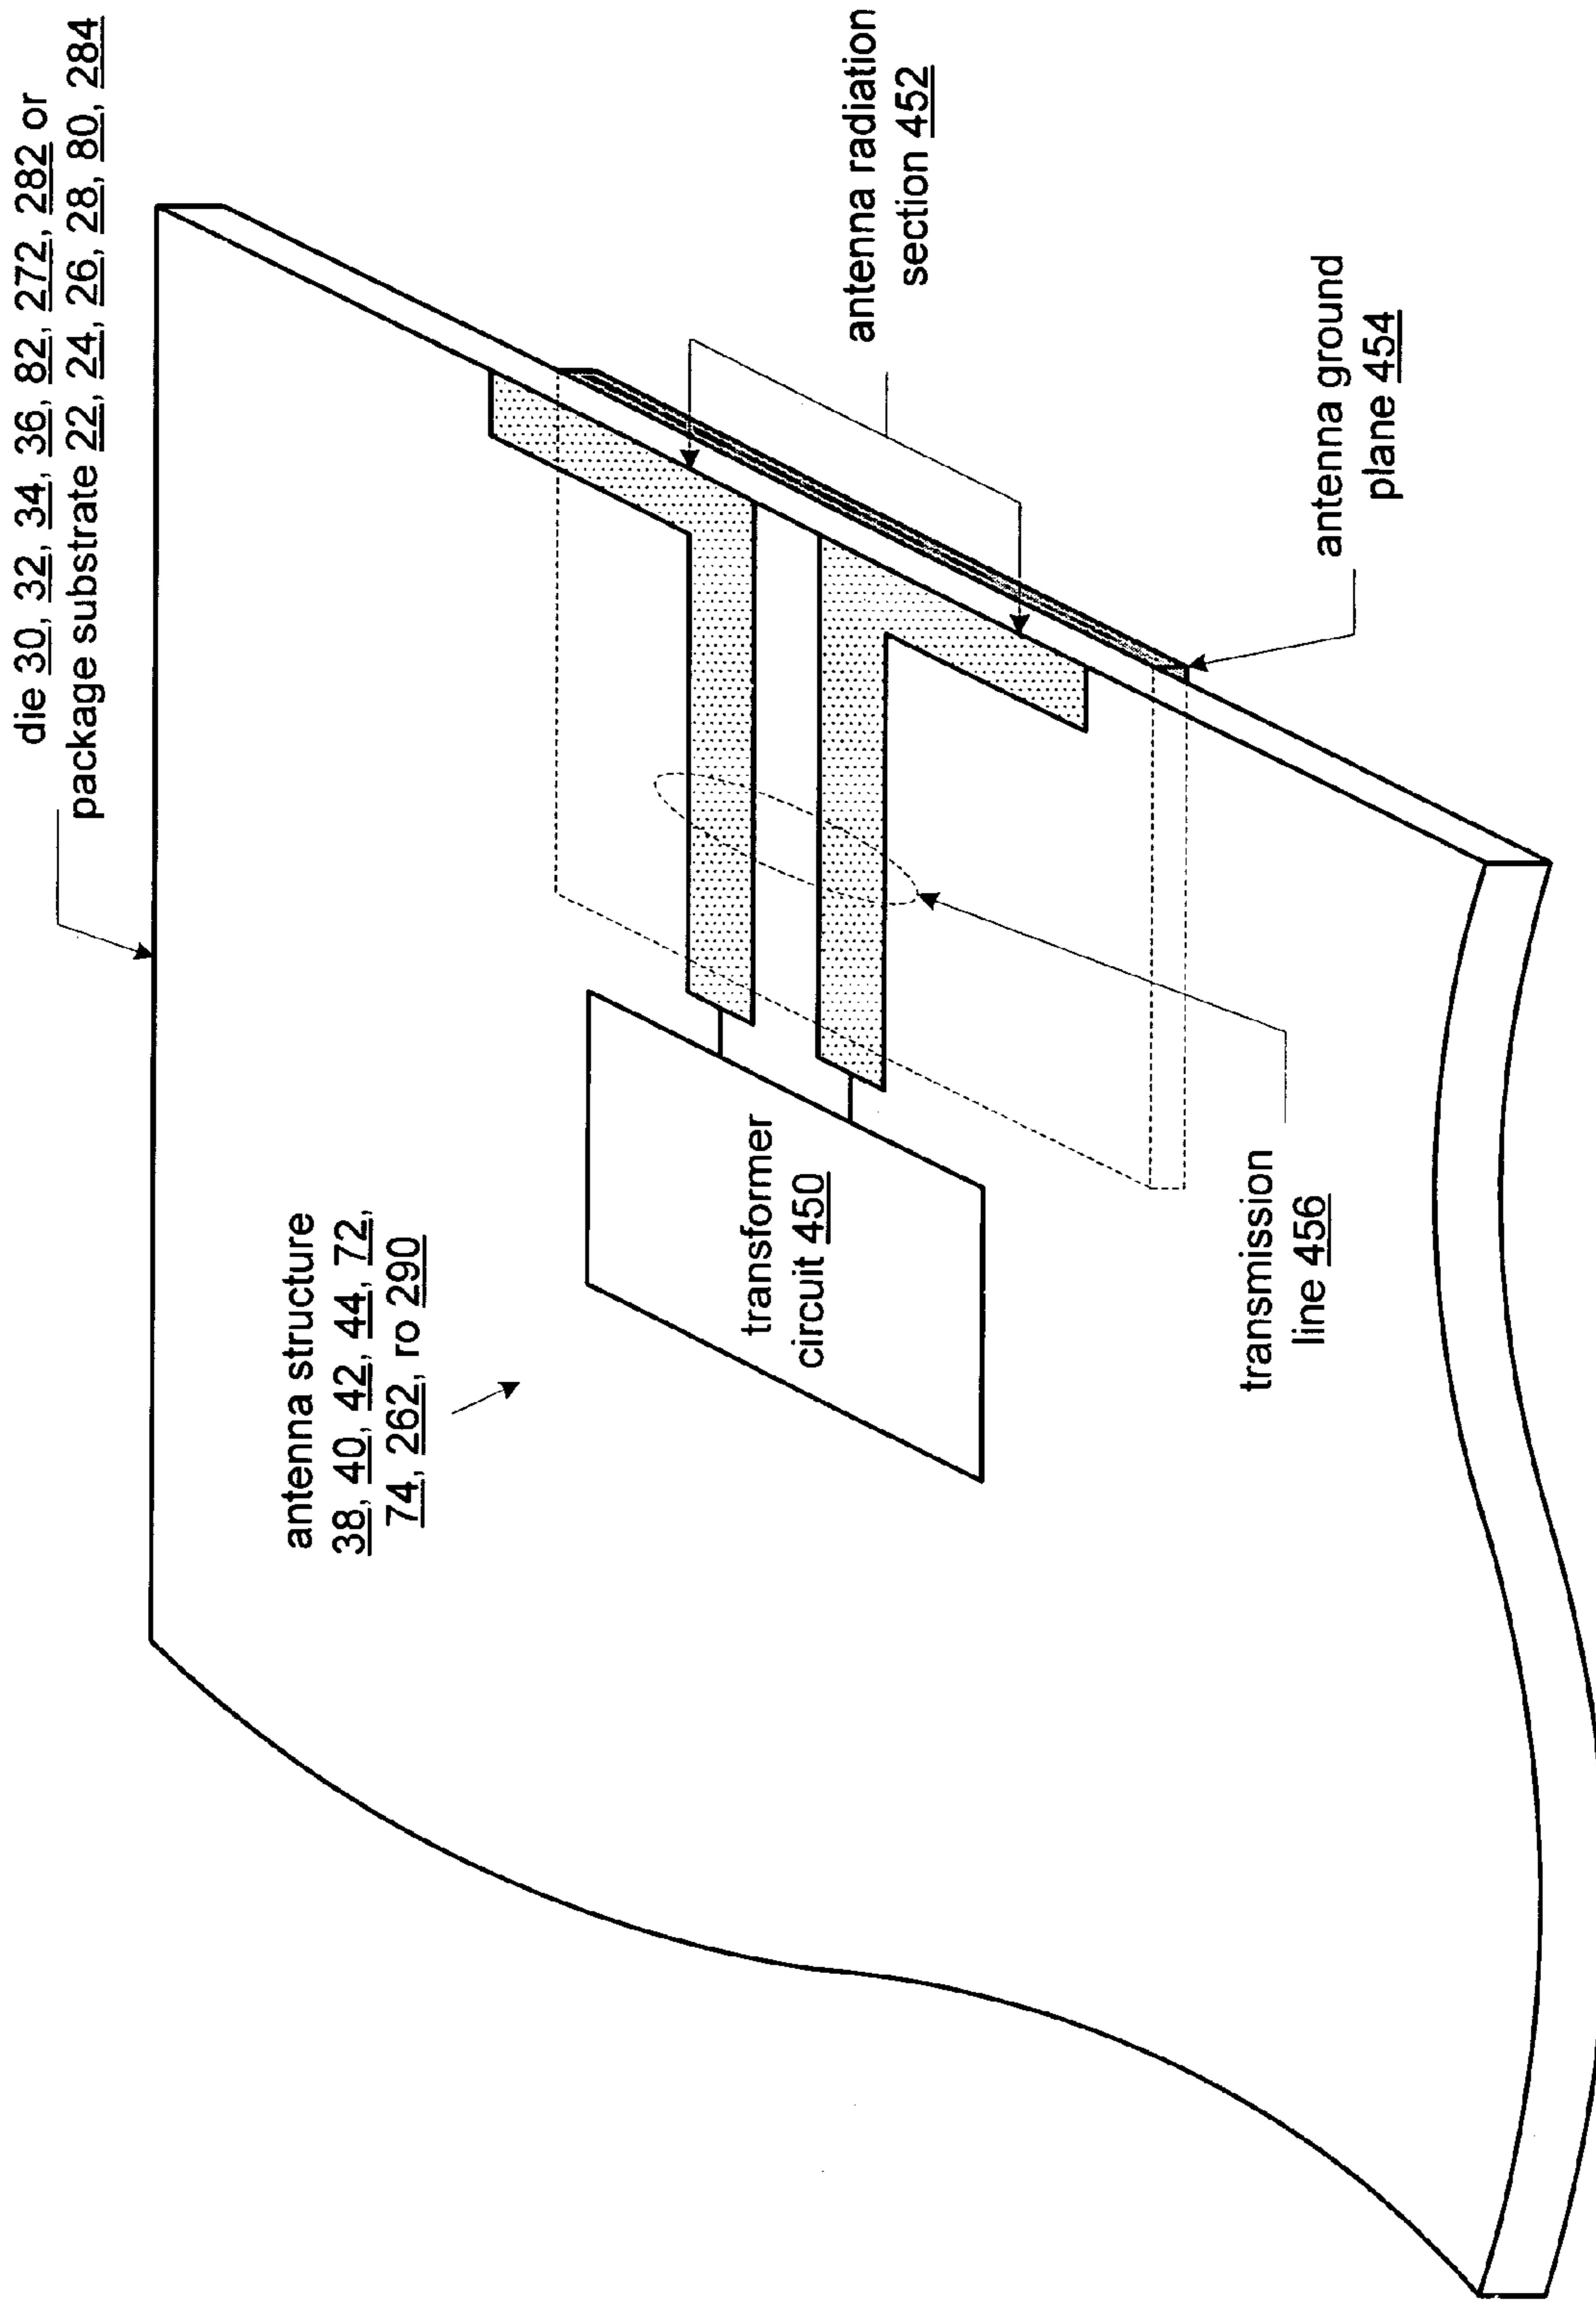 die 30, 32, 34, 36, 82, 272, 282 or
package substrate 22, 24, 26, 28, 80, 284
antenna structure
38, 40, 42, 44, 72,
74, 262, ro 290
transformer
circuit 450
antenna radiation
section 452
transmission
line 456
antenna ground
plane 454